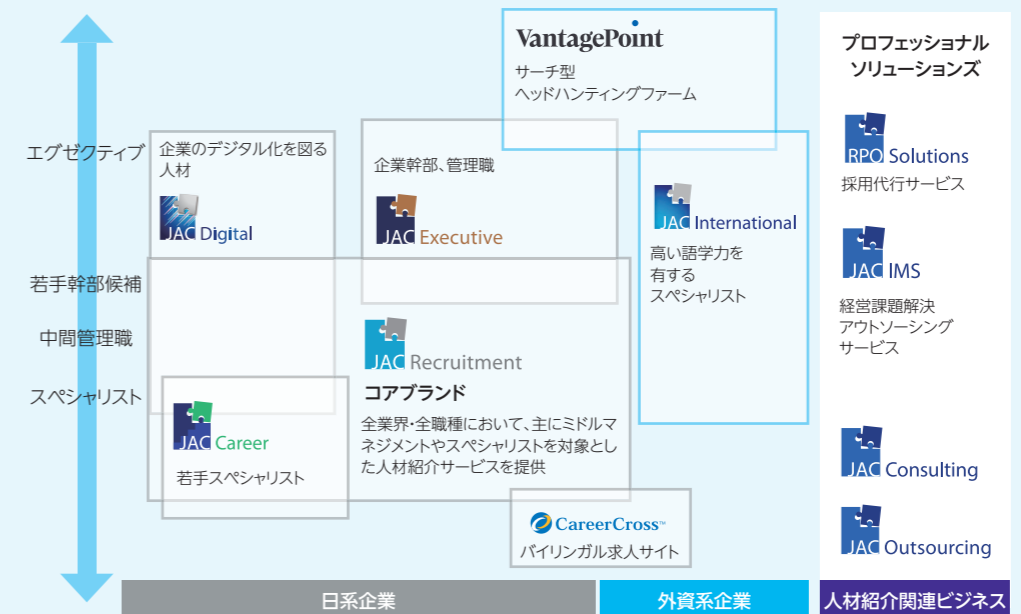 VantagePoint
サーチ型
ヘッドハンティングファーム
プロフェッショナル
ソリューションズ
エグゼクティブ
企業のデジタル化を図る
人材
JAC Digital
企業幹部、管理職
JAC Executive
JAC International
高い語学力を
有する
スペシャリスト
RPO Solutions
採用代行サービス
若手幹部候補
中間管理職
スペシャリスト
JAC Recruitment
コアブランド
全業界・全職種において、主にミドルマ
ネジメントやスペシャリストを対象とし
た人材紹介サービスを提供
JAC Career
若手スペシャリスト
CareerCross™
バイリンガル求人サイト
JAC IMS
経営課題解決
アウトソーシング
サービス
JAC Consulting
JAC Outsourcing
日系企業
外資系企業
人材紹介関連ビジネス